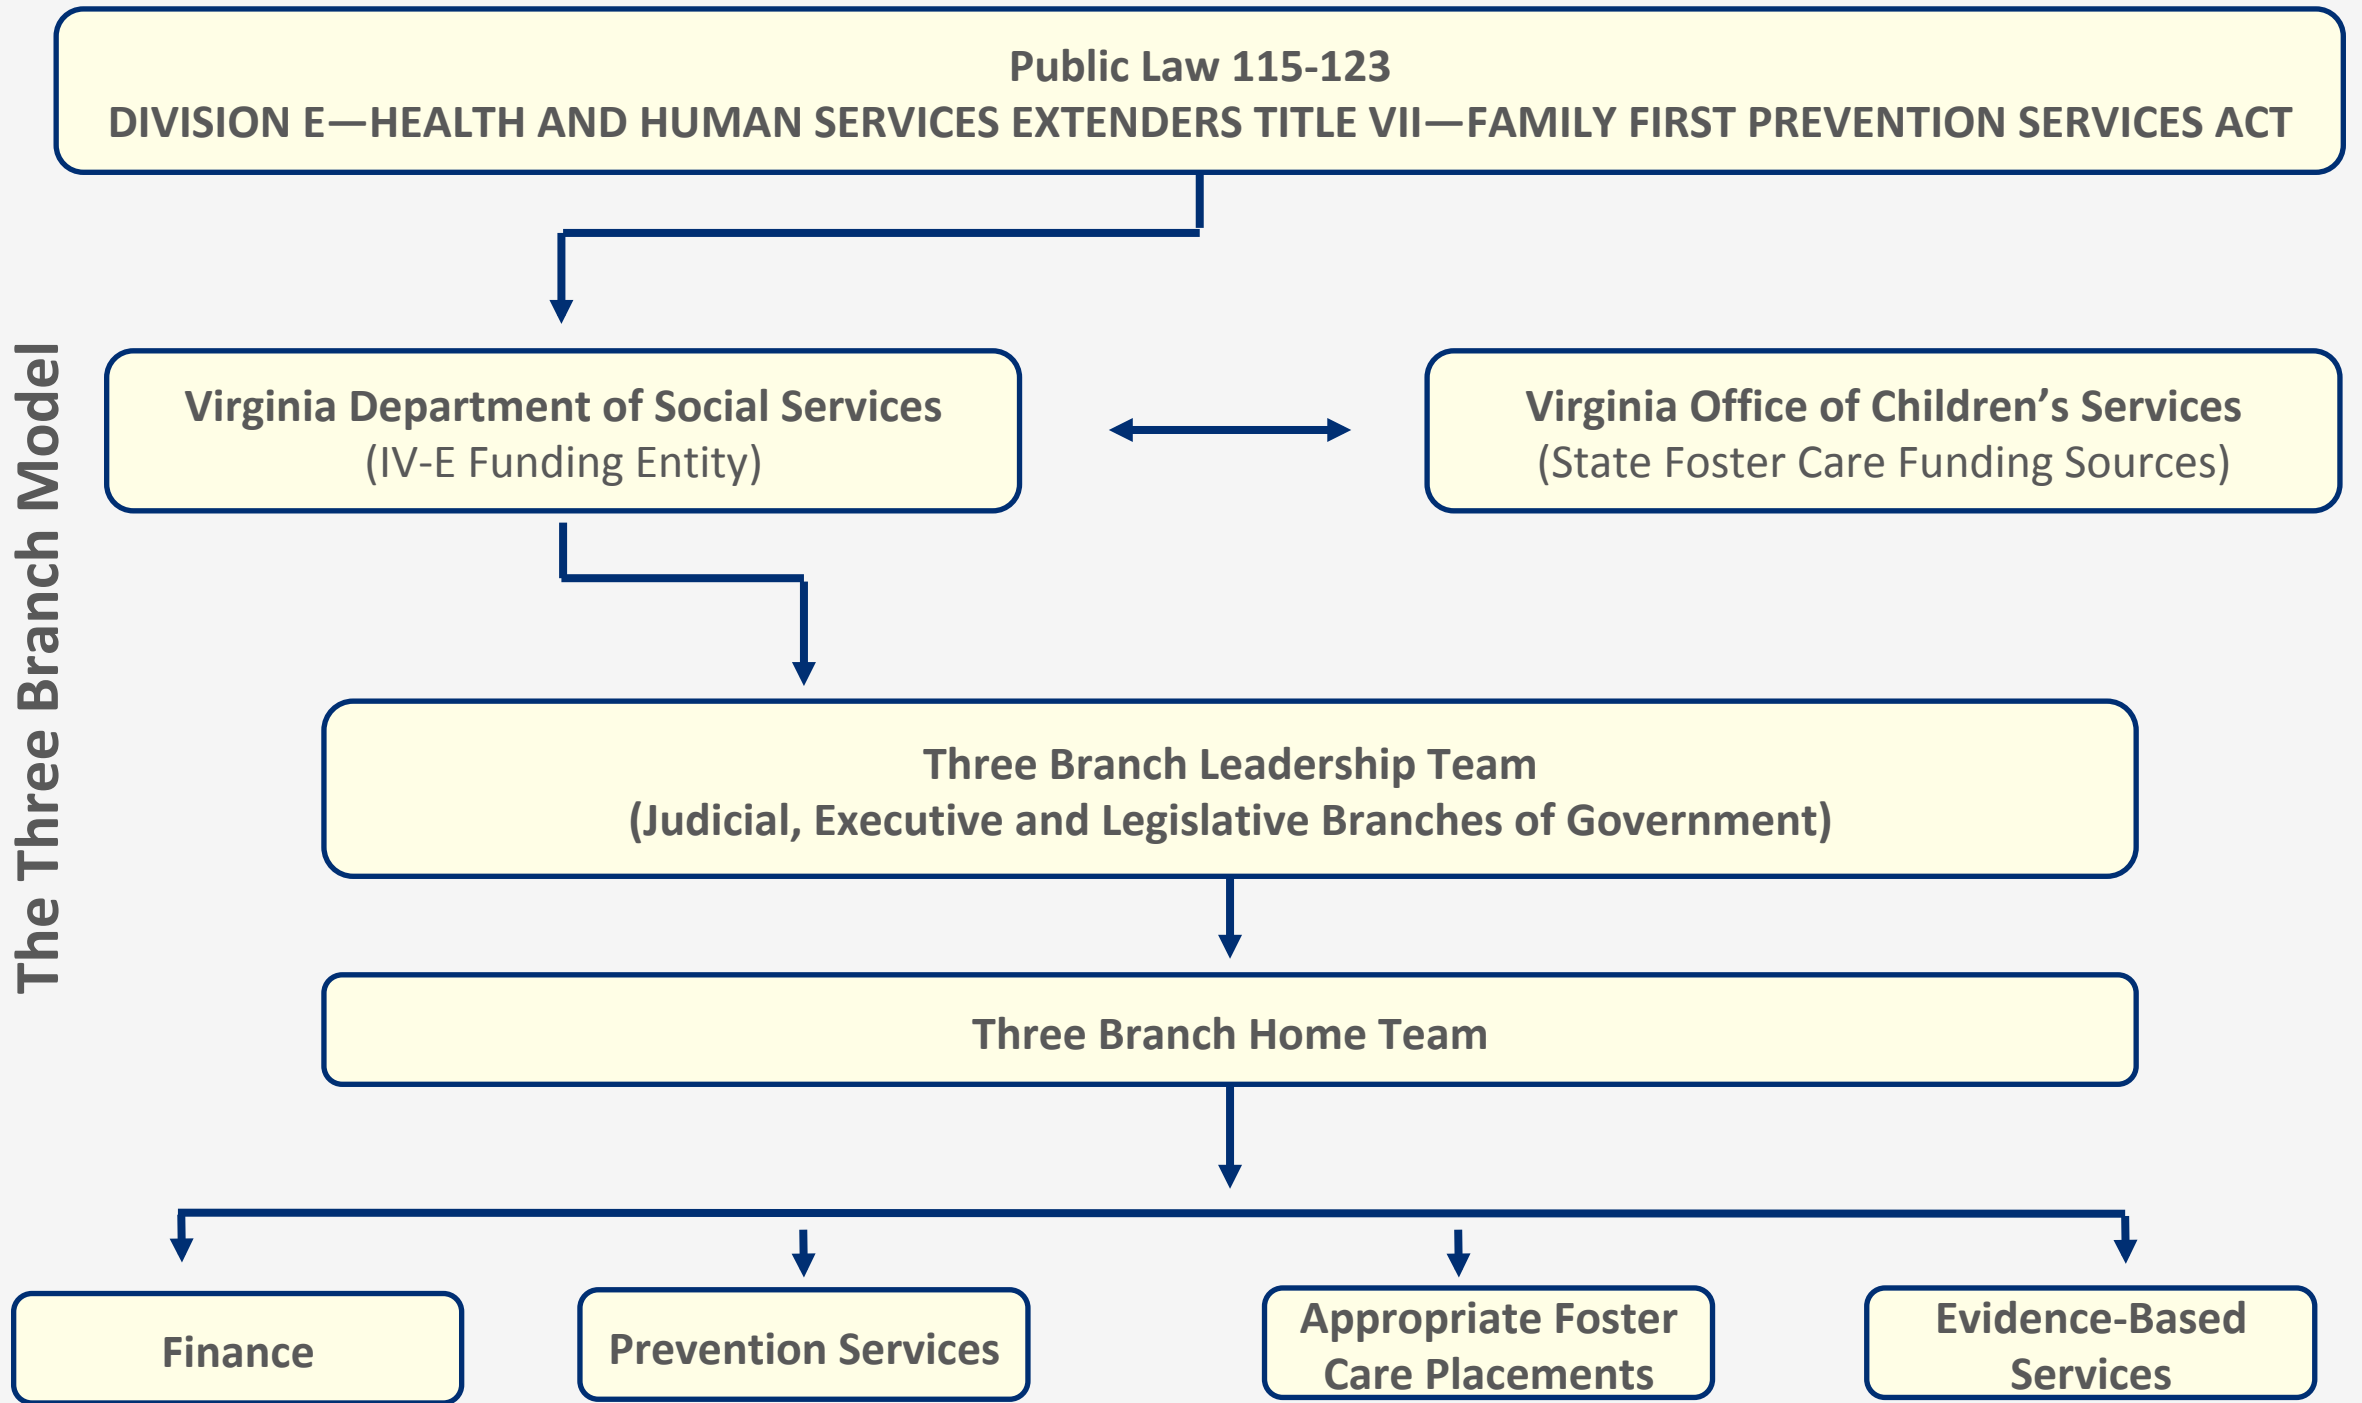 Public Law 115-123
DIVISION E—HEALTH AND HUMAN SERVICES EXTENDERS TITLE VII—FAMILY FIRST PREVENTION SERVICES ACT
The Three Branch Model
Virginia Department of Social Services
(IV-E Funding Entity)
Virginia Office of Children’s Services
(State Foster Care Funding Sources)
Three Branch Leadership Team
(Judicial, Executive and Legislative Branches of Government)
Three Branch Home Team
Finance
Prevention Services
Appropriate Foster
Care Placements
Evidence-Based
Services